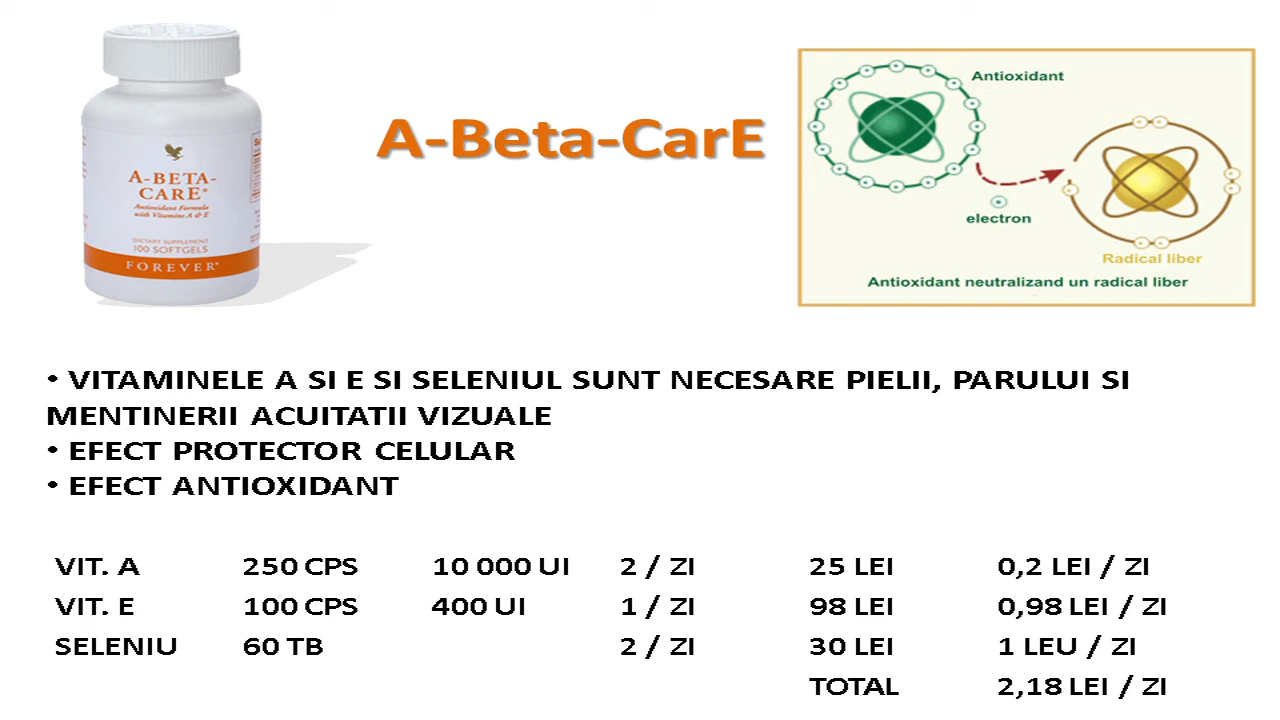 A-BETA-
CARE®
Antioxidant Formula
with Vitamins A & E
DIETARY SUPPLEMENT
100 SOFTGELS
FOREVER®
A-Beta-CarE
Antioxidant
electron
Radical liber
Antioxidant neutralizand un radical liber
• VITAMINELE A SI E SI SELENIUL SUNT NECESARE PIELII, PARULUI SI
MENTINERII ACUITATII VIZUALE
• EFECT PROTECTOR CELULAR
• EFECT ANTIOXIDANT
VIT. A 250 CPS 10 000 UI 2 / ZI 25 LEI 0,2 LEI / ZI
VIT. E 100 CPS 400 UI 1 / ZI 98 LEI 0,98 LEI / ZI
SELENIU 60 TB 2 / ZI 30 LEI 1 LEU / ZI
TOTAL 2,18 LEI / ZI